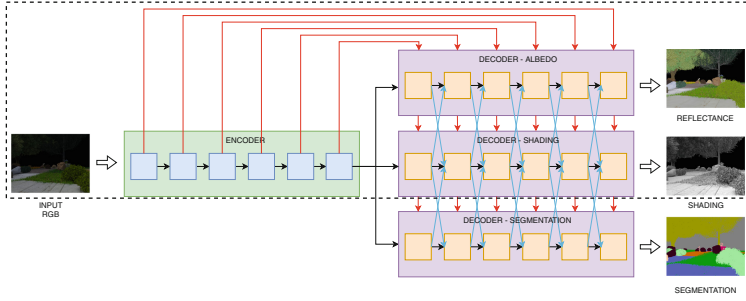 DECODER - ALBEDO
REFLECTANCE
ENCODER
DECODER - SHADING
INPUT
RGB
SHADING
DECODER - SEGMENTATION
SEGMENTATION